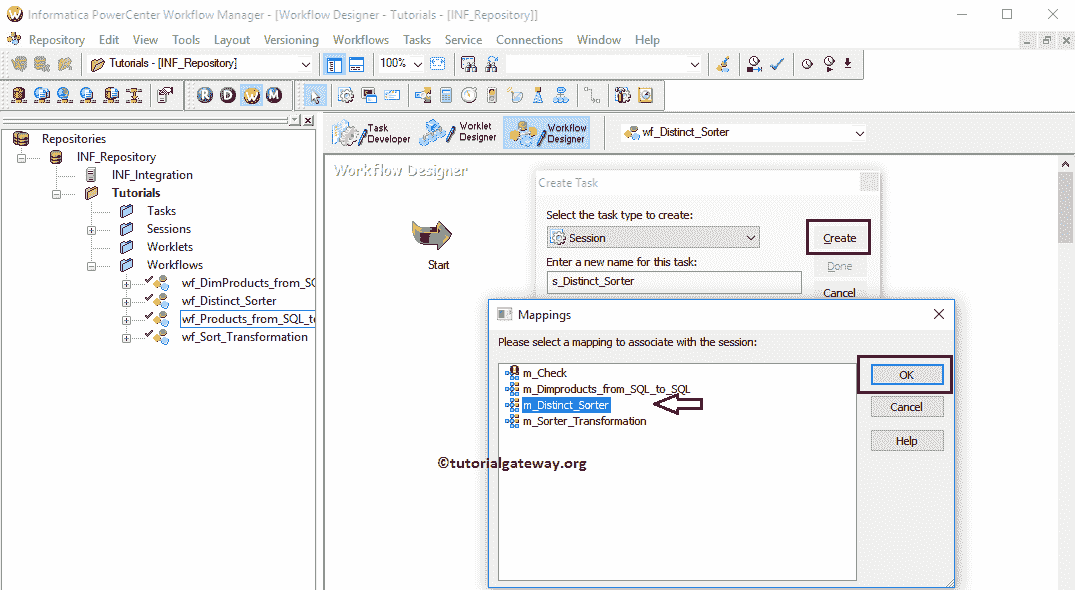 Informatica PowerCenter Workflow Manager - [Workflow Designer - Tutorials - [INF_Repository]]
Repository Edit View Tools Layout Versioning Workflows Tasks Service Connections Window Help
Tutorials - [INF_Repository]
100%
R D W M
Repositories
INF_Repository
INF_Integration
Tutorials
Tasks
Sessions
Worklets
Workflows
wf_DimProducts_from_SQ
wf_Distinct_Sorter
wf_Products_from_SQL_to
wf_Sort_Transformation
Task Developer
Worklet Designer
Workflow Designer
wf_Distinct_Sorter
Workflow Designer
Start
Create Task
Select the task type to create:
Session
Create
Enter a new name for this task:
Done
s_Distinct_Sorter
Cancel
Mappings
Please select a mapping to associate with the session:
m_Check
m_Dimproducts_from_SQL_to_SQL
m_Distinct_Sorter
m_Sorter_Transformation
OK
Cancel
Help
©tutorialgateway.org